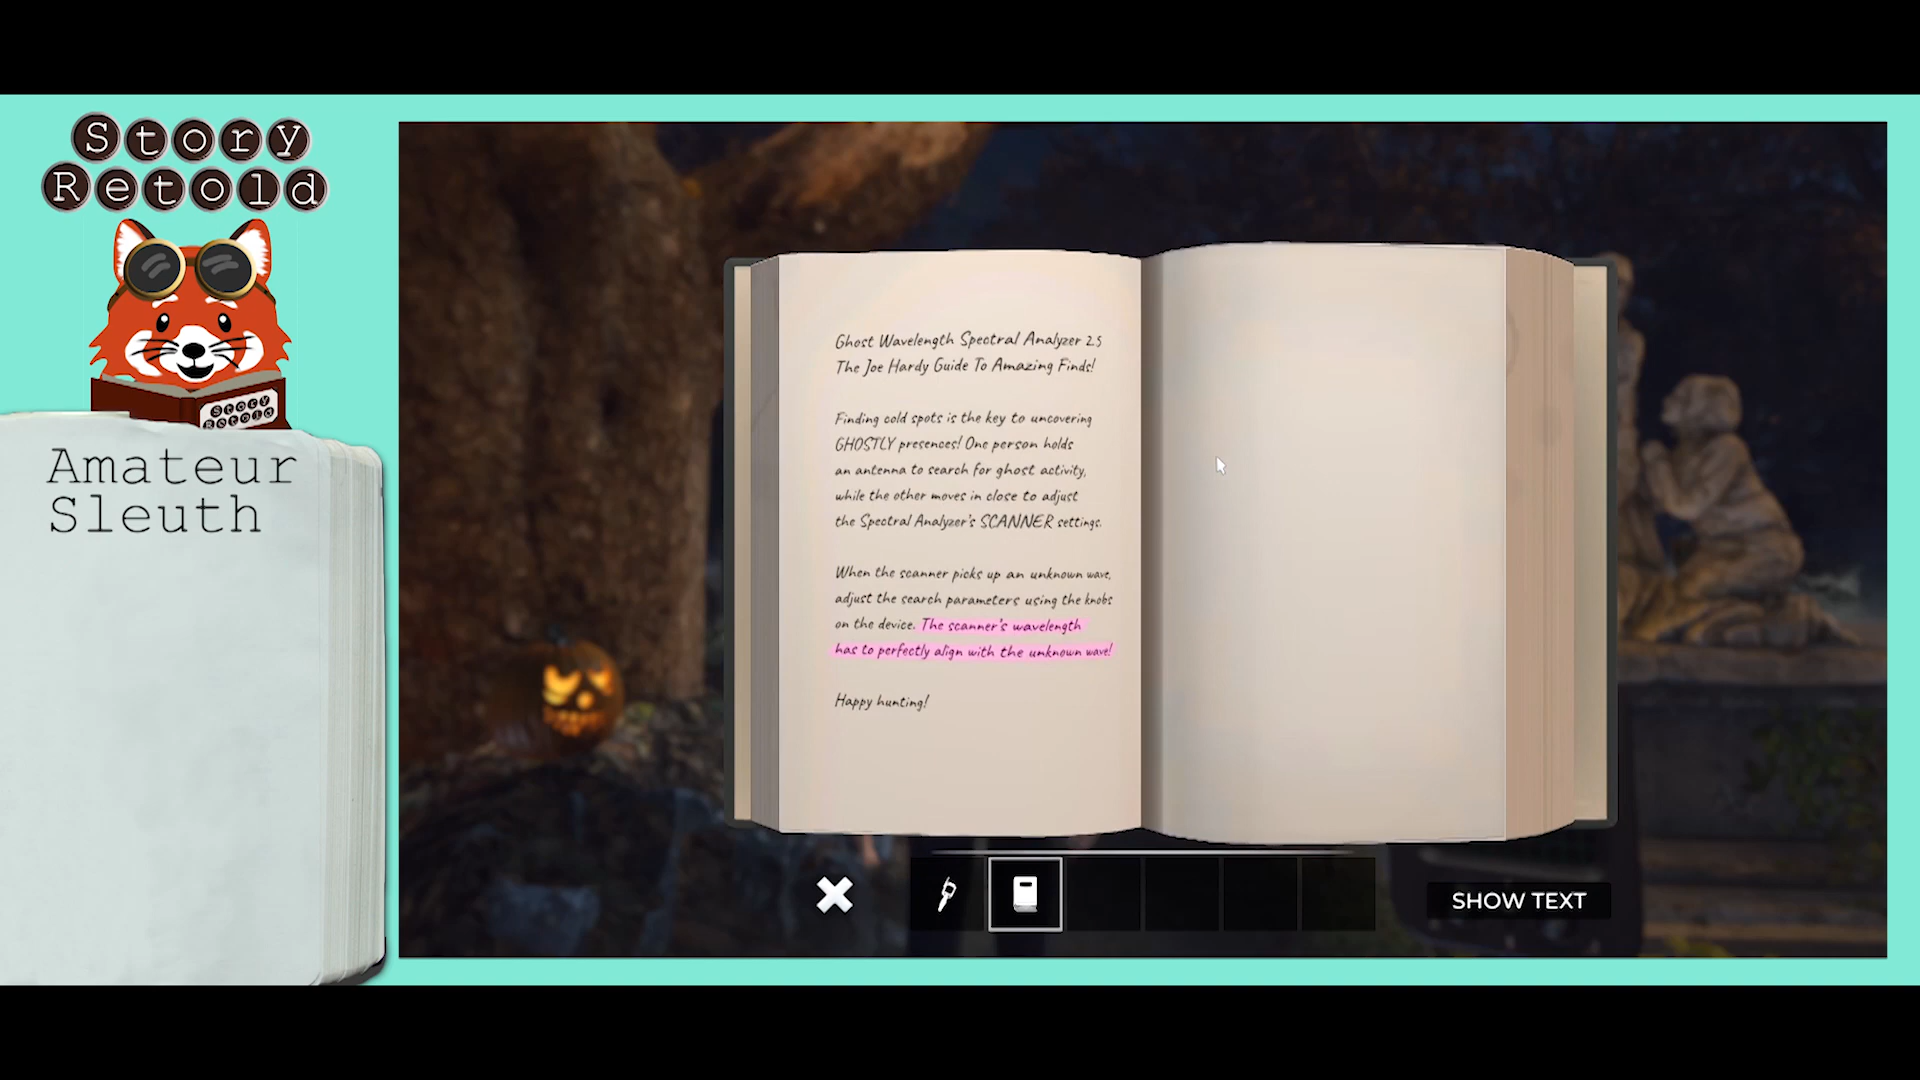 Story
Retold
Story
Retold
Amateur
Sleuth
Ghost Wavelength Spectral Analyzer 2.5
The Joe Hardy Guide To Amazing Finds!
Finding cold spots is the key to uncovering
GHOSTLY presences! One person holds
an antenna to search for ghost activity,
while the other moves in close to adjust
the Spectral Analyzer's SCANNER settings.
When the scanner picks up an unknown wave,
adjust the search parameters using the knobs
on the device. The scanner's wavelength
has to perfectly align with the unknown wave!
Happy hunting!
SHOW TEXT